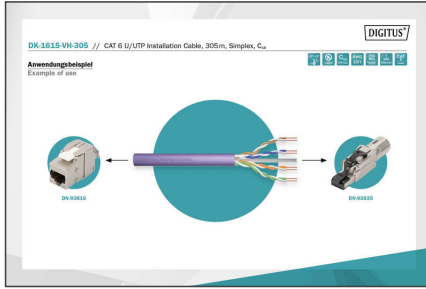 DIGITUS®
DK-1615-VH-305 // CAT 6 U/UTP Installation Cable, 305 m, Simplex, Cca
Anwendungsbeispiel
Example of use
DN-93616
DN-93835